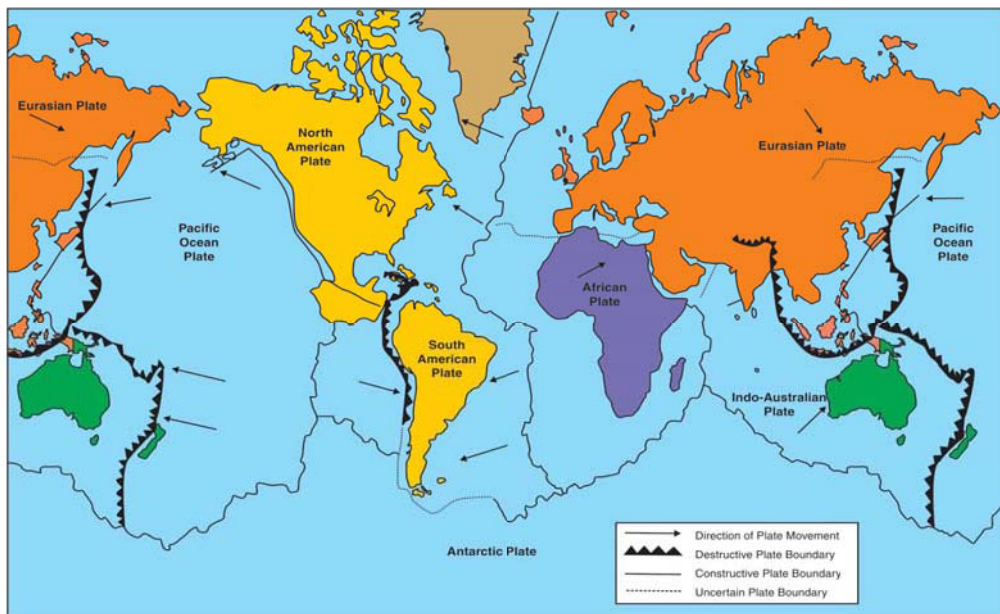 Eurasian Plate
North
American
Plate
Eurasian Plate
Pacific
Ocean
Plate
Pacific
Ocean
Plate
African
Plate
South
American
Plate
Indo-Australian
Plate
Antarctic Plate
Direction of Plate Movement
Destructive Plate Boundary
Constructive Plate Boundary
Uncertain Plate Boundary